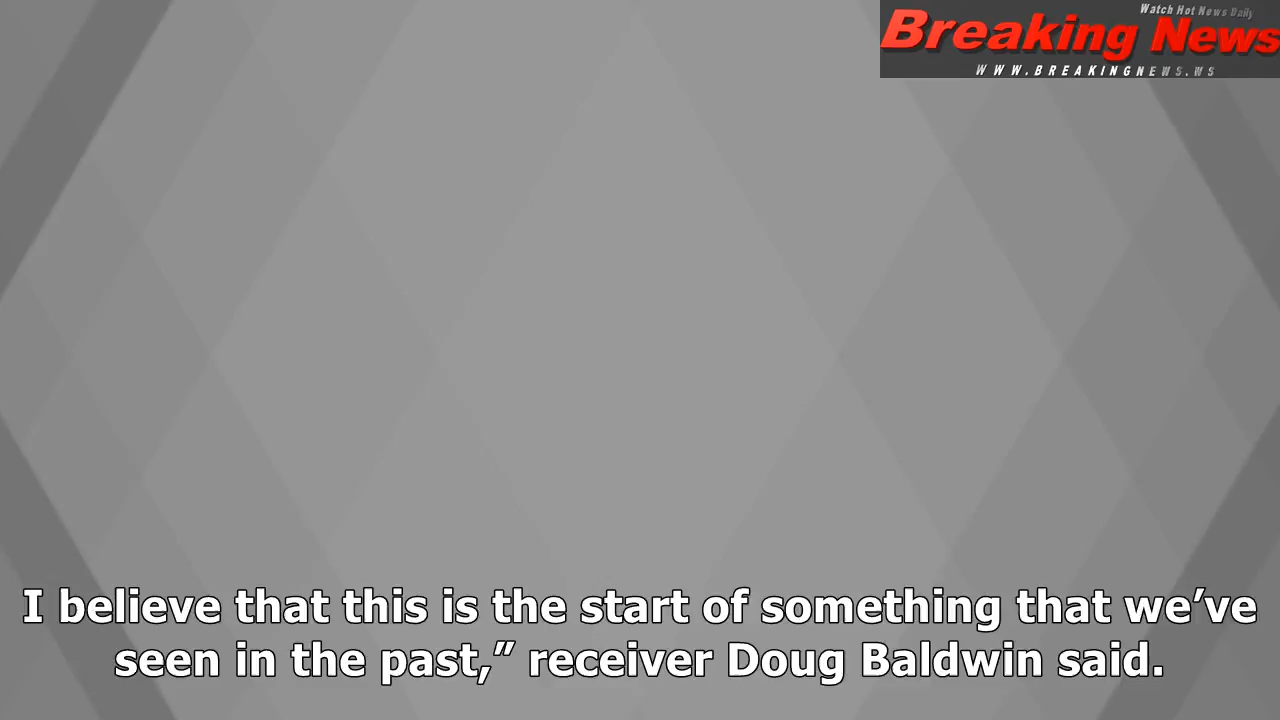 Watch Hot News Daily
Breaking News
WWW.BREAKINGNEWS.WS
I believe that this is the start of something that we’ve
seen in the past,” receiver Doug Baldwin said.